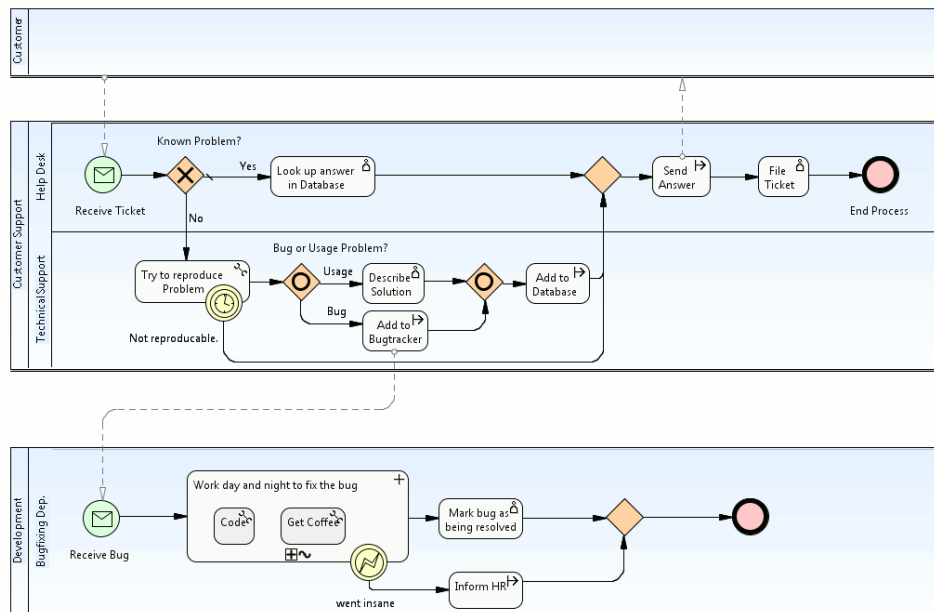 Customer
Customer Support
Help Desk
Known Problem?
Yes
Look up answer
in Database
Send
Answer
File
Ticket
Receive Ticket
No
End Process
TechnicalSupport
Bug or Usage Problem?
Try to reproduce
Problem
Usage
Describe
Solution
Add to
Database
Bug
Add to
Bugtracker
Not reproducable.
Development
Bugfixing Dep.
Work day and night to fix the bug
Code
Get Coffee
Mark bug as
being resolved
Receive Bug
Inform HR
went insane